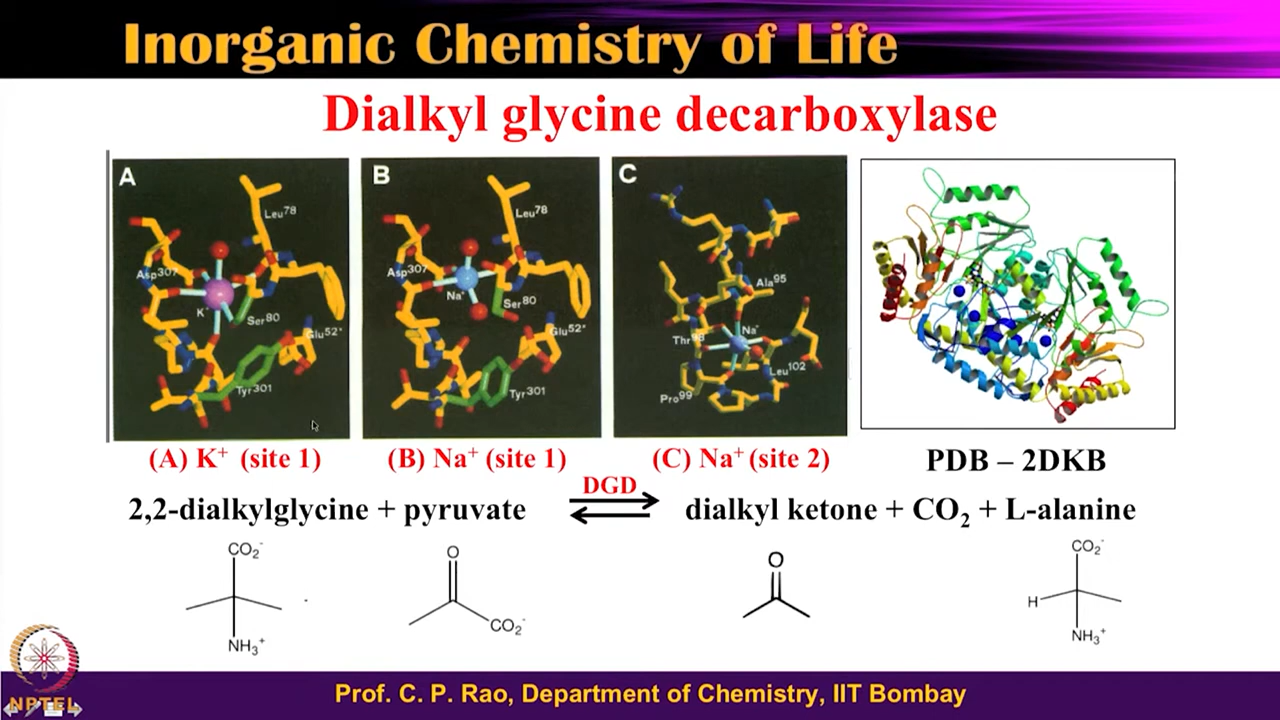 Inorganic Chemistry of Life
Dialkyl glycine decarboxylase
A
Leu78
Asp307
K+
Ser80
Glu52*
Tyr301
B
Leu78
Asp307
Na+
Ser80
Glu52*
Tyr301
C
Ala95
Thr98
Na+
Leu102
Pro99
(A) K+ (site 1)
(B) Na+ (site 1)
(C) Na+ (site 2)
PDB – 2DKB
2,2-dialkylglycine + pyruvate
DGD
dialkyl ketone + CO2 + L-alanine
CO2-
NH3+
O
CO2-
O
CO2-
H
NH3+
NPTEL
Prof. C. P. Rao, Department of Chemistry, IIT Bombay